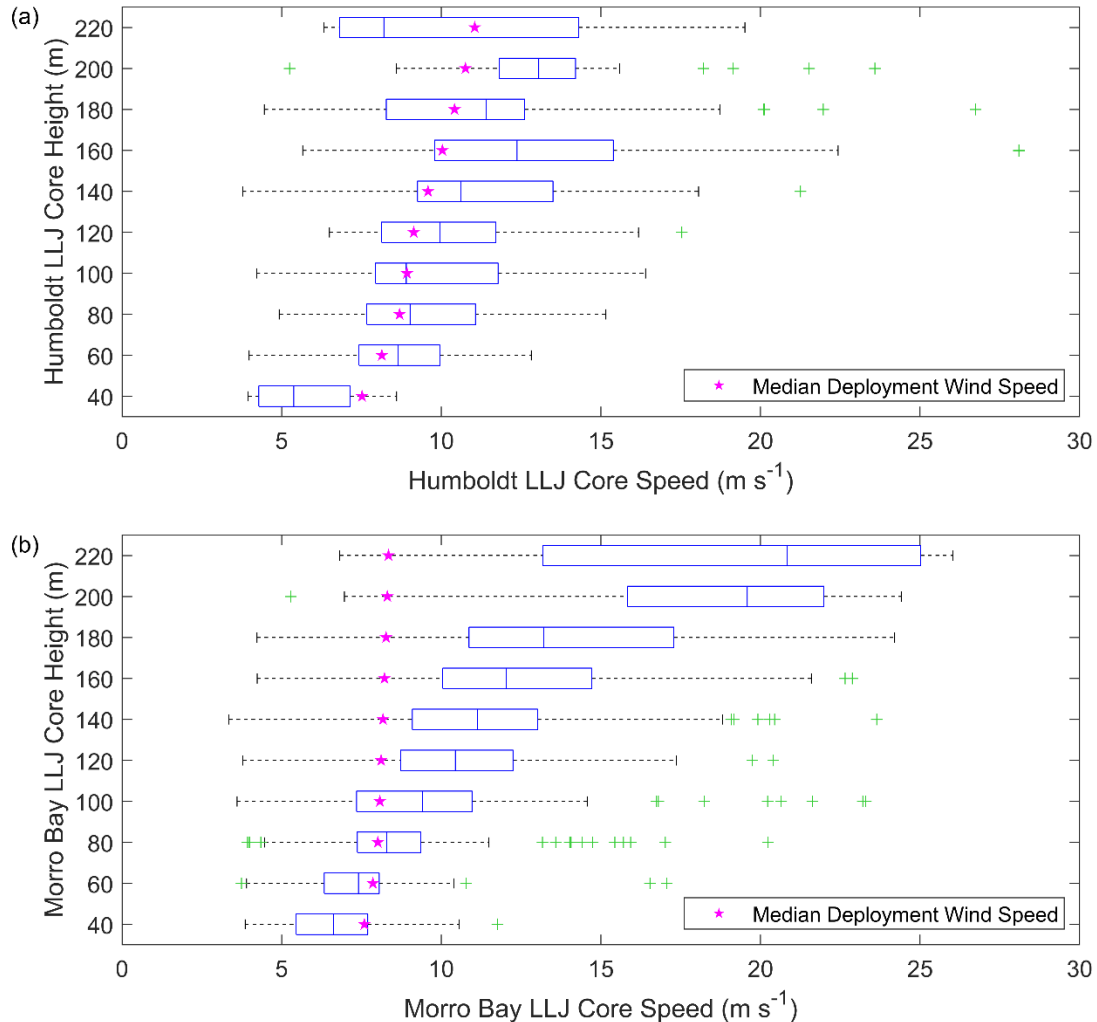 (a)
Humboldt LLJ Core Height (m)
220
200
180
160
140
120
100
80
60
40
Median Deployment Wind Speed
0 5 10 15 20 25 30
Humboldt LLJ Core Speed (m s⁻¹)
(b)
Morro Bay LLJ Core Height (m)
220
200
180
160
140
120
100
80
60
40
Median Deployment Wind Speed
0 5 10 15 20 25 30
Morro Bay LLJ Core Speed (m s⁻¹)